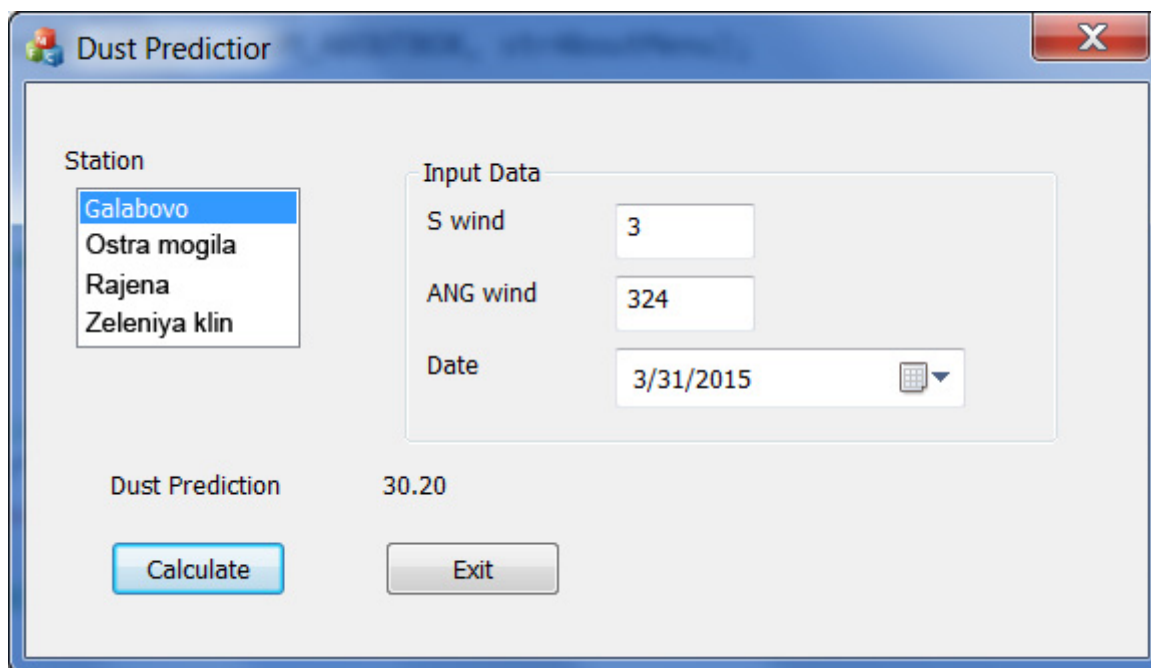 Dust Predictior
Station
Galabovo
Ostra mogila
Rajena
Zeleniya klin
Input Data
S wind
3
ANG wind
324
Date
3/31/2015
Dust Prediction
30.20
Calculate
Exit